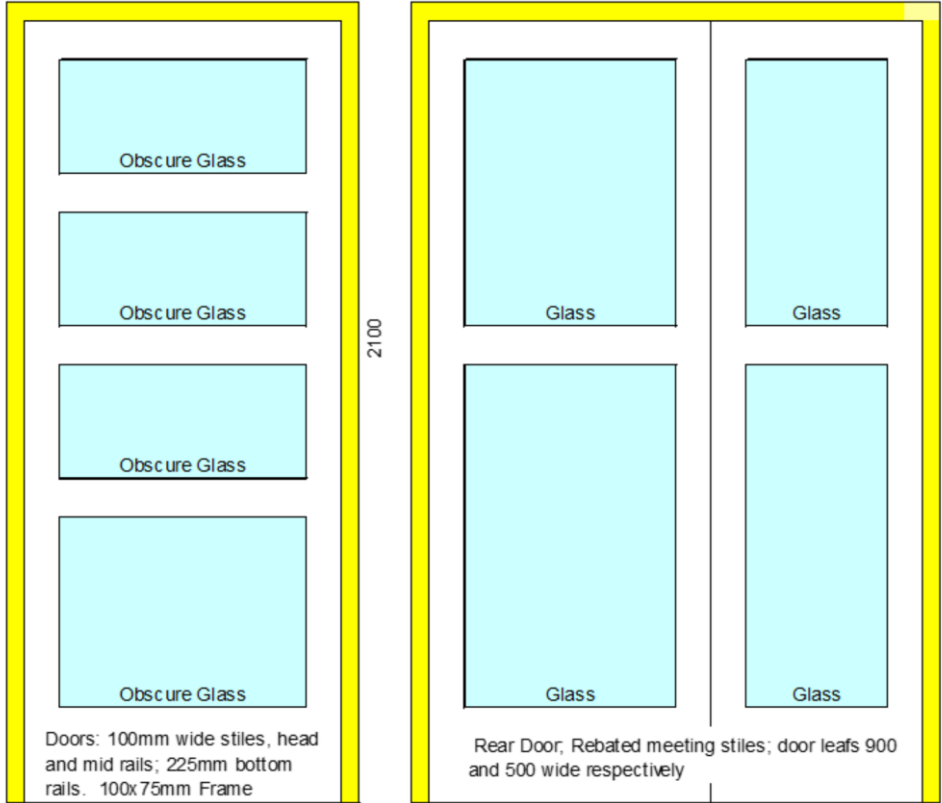 Obscure Glass
Obscure Glass
Obscure Glass
Obscure Glass
Doors: 100mm wide stiles, head
and mid rails; 225mm bottom
rails. 100x75mm Frame
2100
Glass
Glass
Glass
Glass
Rear Door; Rebated meeting stiles; door leafs 900
and 500 wide respectively